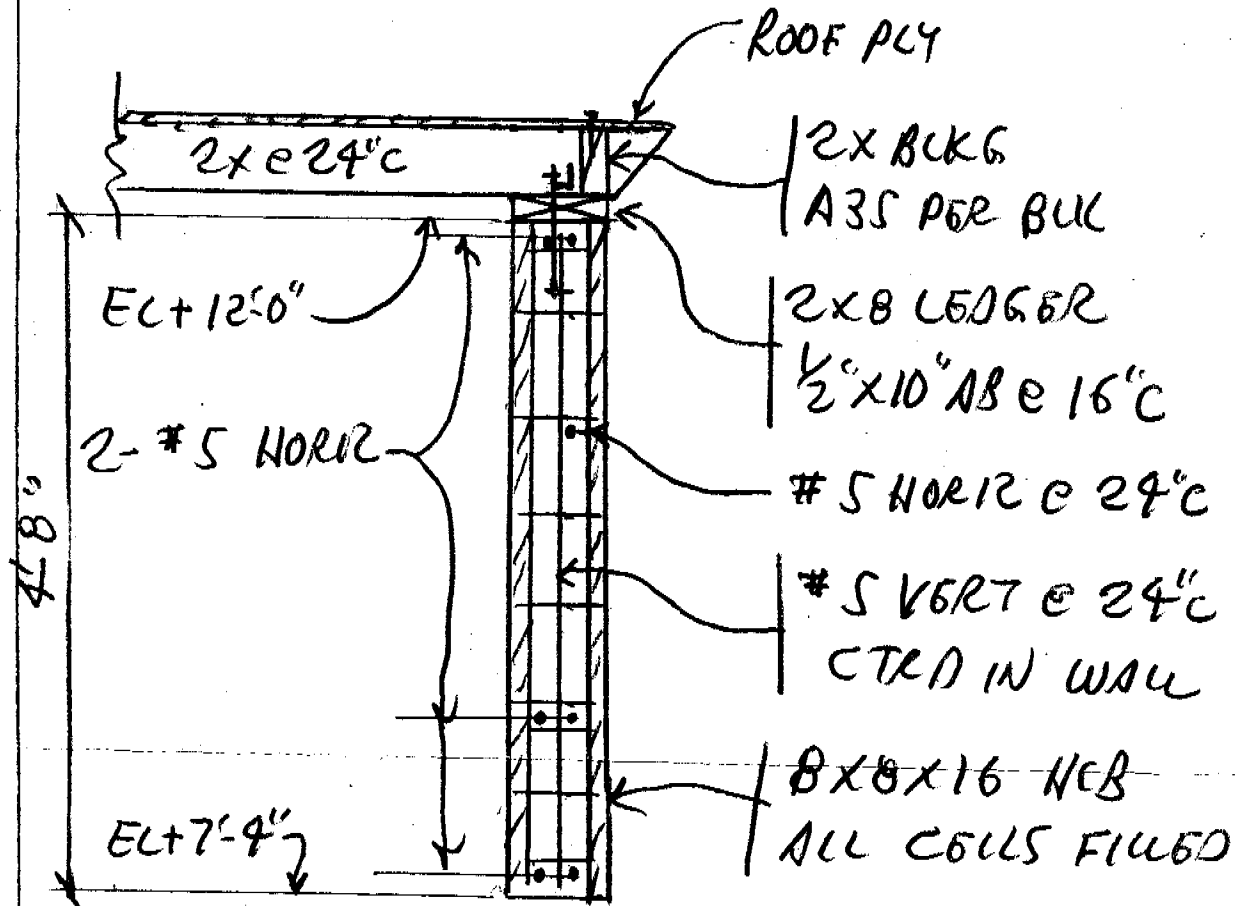 ROOF PLY
2X @ 24"C
2X BLKG
A35 PER BLK
EL+12'-0"
2X8 LEDGER
1/2"X10" AB @ 16"C
2-#5 HORIZ
#5 HORIZ @ 24"C
4'-8"
#5 VERT @ 24"C
CTRD IN WALL
8X8X16 HCB
ALL CELLS FILLED
EL+7'-4"